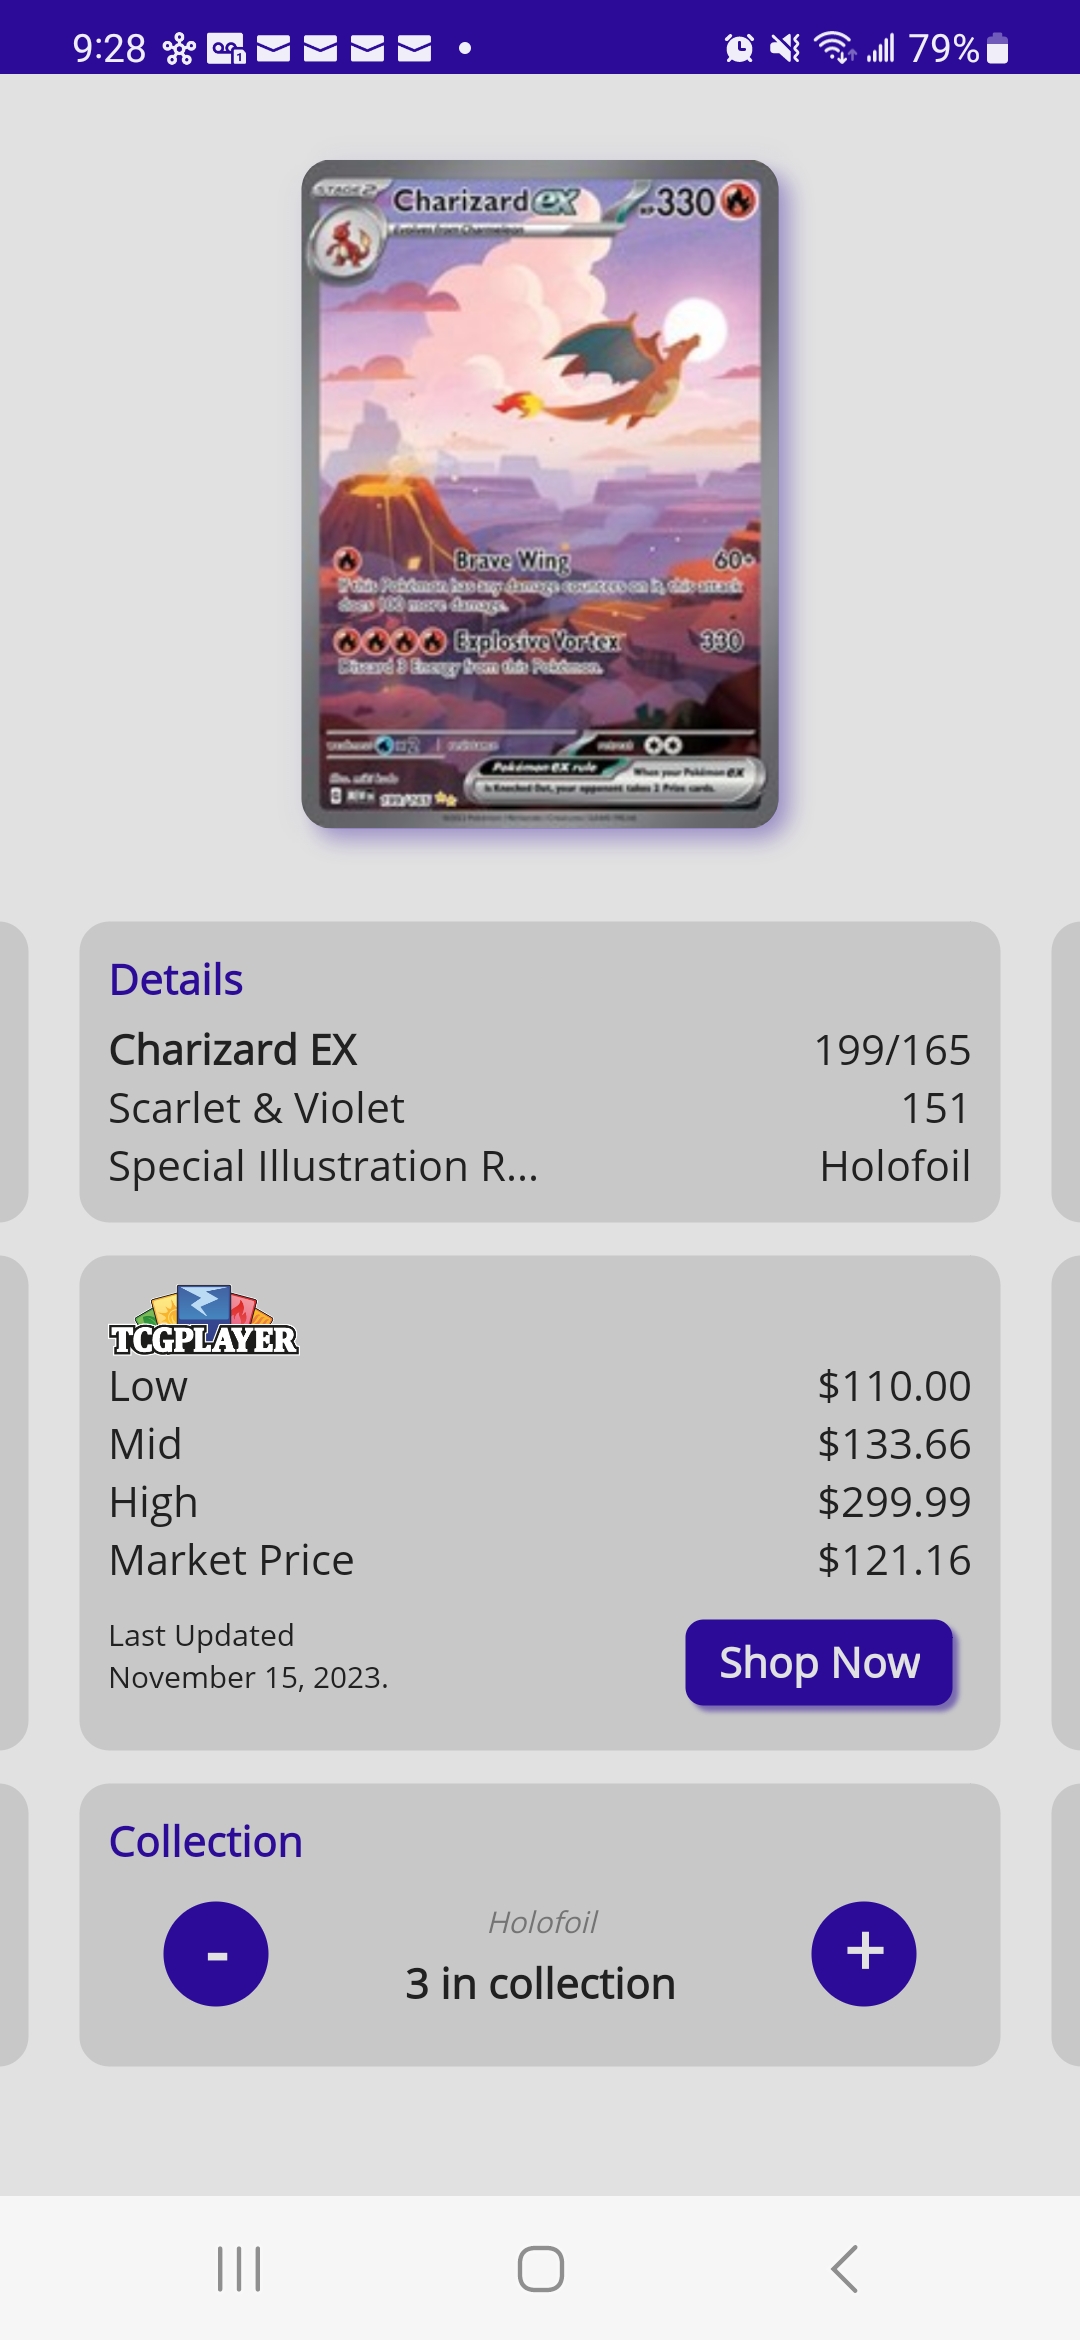 9:28 79%
STAGE 2 Charizard ex HP 330
Evolves from Charmeleon
Brave Wing 60+
If this Pokémon has any damage counters on it, this attack
does 100 more damage.
Explosive Vortex 330
Discard 3 Energy from this Pokémon.
weakness ×2 resistance retreat
Pokémon ex rule When your Pokémon ex
is Knocked Out, your opponent takes 2 Prize cards.
199/165
Details
Charizard EX 199/165
Scarlet & Violet 151
Special Illustration R... Holofoil
TCGPLAYER
Low $110.00
Mid $133.66
High $299.99
Market Price $121.16
Last Updated
November 15, 2023.
Shop Now
Collection
- Holofoil +
3 in collection